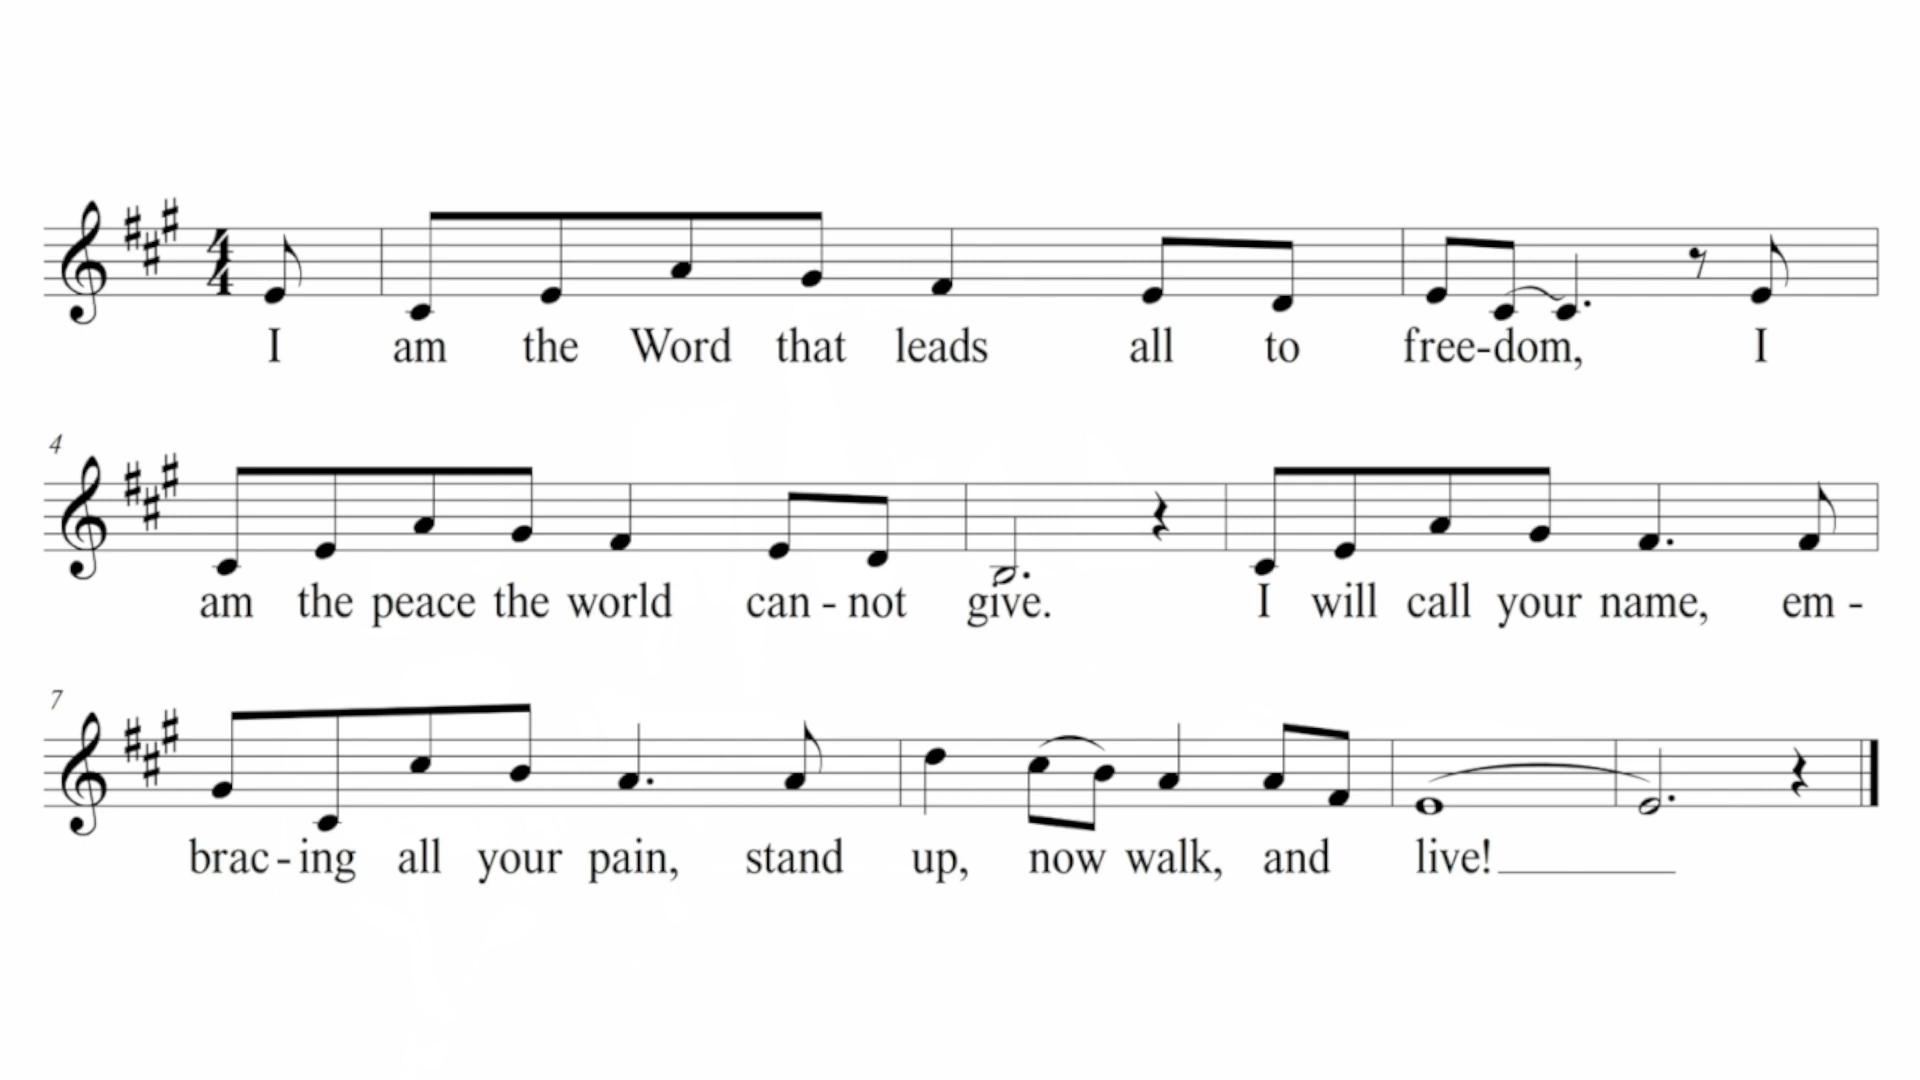 I am the Word that leads all to free-dom, I
4
am the peace the world can - not give. I will call your name, em -
7
brac - ing all your pain, stand up, now walk, and live!